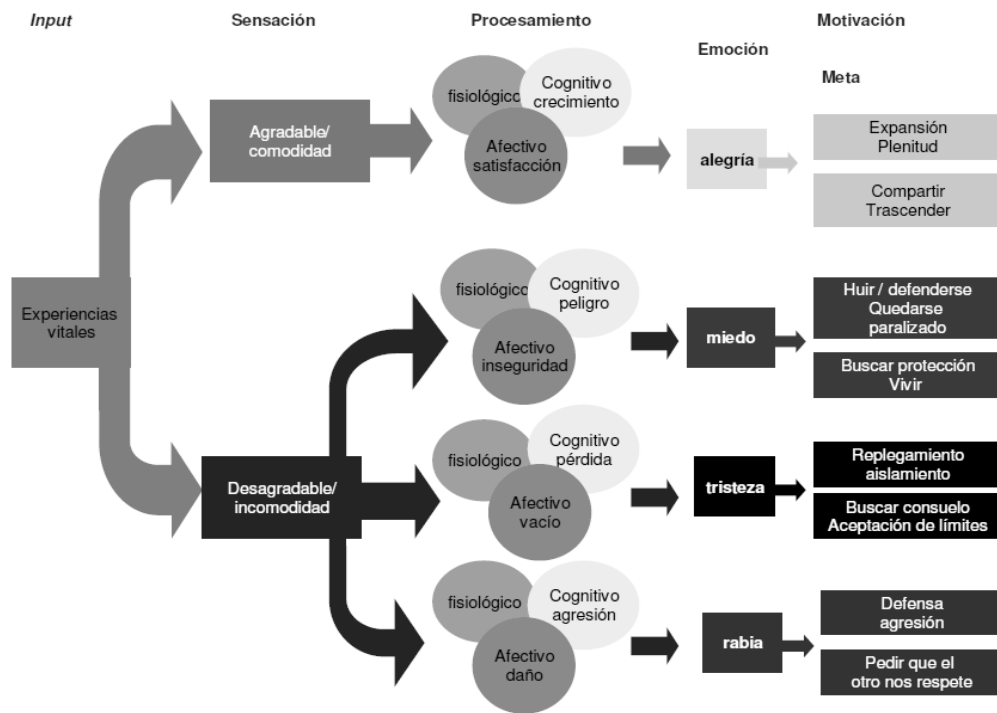 Input
Sensación
Procesamiento
Emoción
Motivación
Meta
Experiencias
vitales
Agradable/
comodidad
fisiológico
Cognitivo
crecimiento
Afectivo
satisfacción
alegría
Expansión
Plenitud
Compartir
Trascender
fisiológico
Cognitivo
peligro
Afectivo
inseguridad
miedo
Huir / defenderse
Quedarse
paralizado
Buscar protección
Vivir
Desagradable/
incomodidad
fisiológico
Cognitivo
pérdida
Afectivo
vacío
tristeza
Replegamiento
aislamiento
Buscar consuelo
Aceptación de límites
fisiológico
Cognitivo
agresión
Afectivo
daño
rabia
Defensa
agresión
Pedir que el
otro nos respete